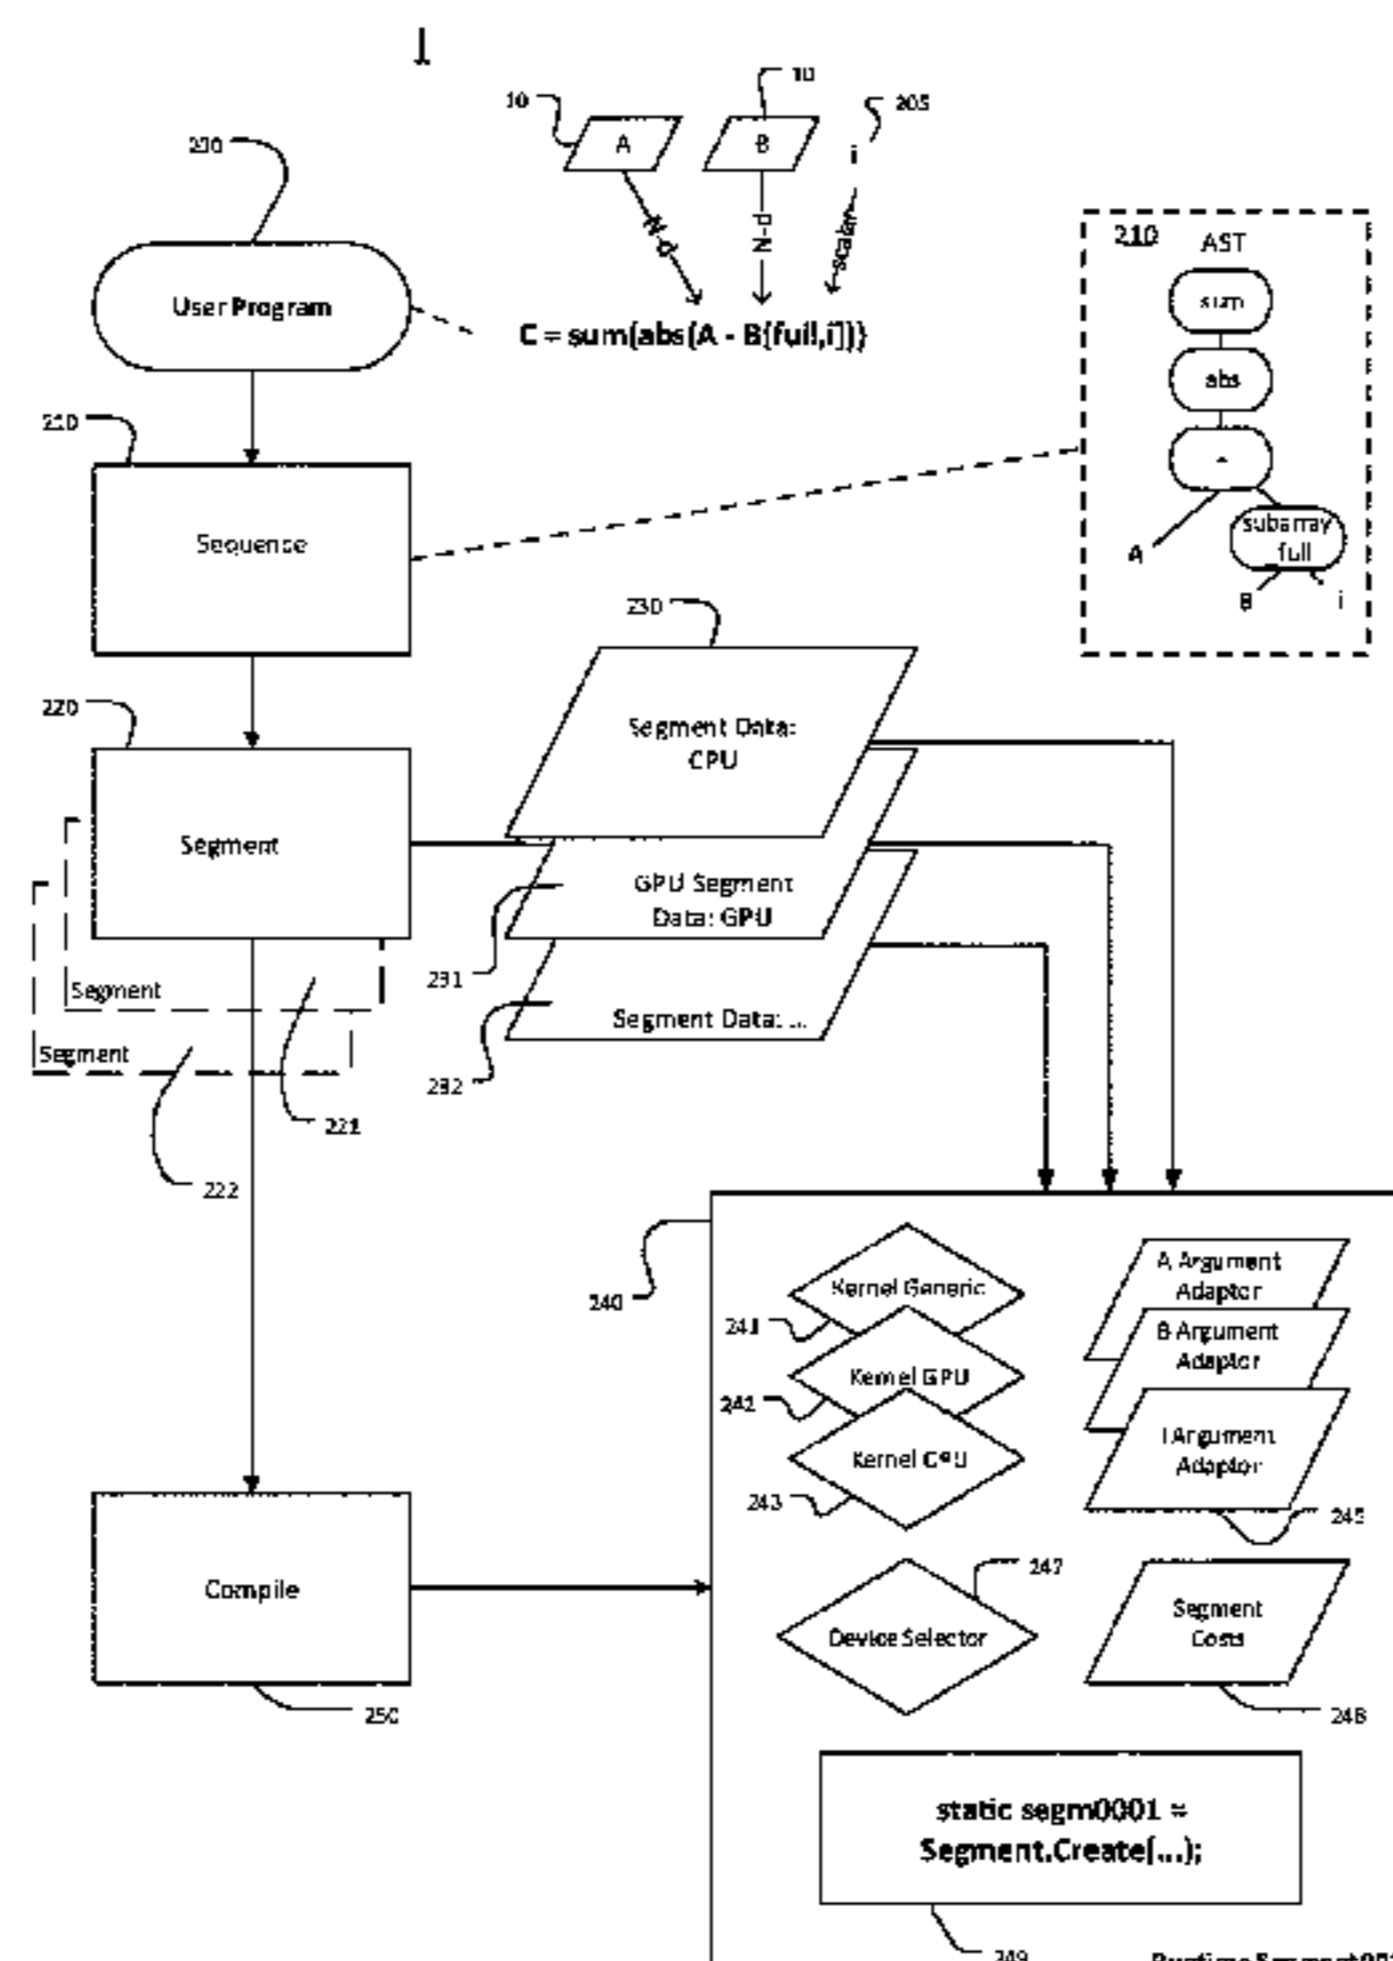 10
10
205
A
B
i
N-d
N-d
scalar
User Program
C = sum(abs(A - B[full,i]))
210
AST
sum
abs
-
subarray
full
A
B
i
Sequence
230
220
Segment Data:
CPU
Segment
GPU Segment
Data: GPU
231
Segment
Segment Data: ...
Segment
232
221
222
240
Kernel Generic
241
A Argument
Adaptor
B Argument
Adaptor
Kernel GPU
242
I Argument
Adaptor
243
245
Compile
247
Device Selector
Segment
Costs
250
248
static segm0001 =
Segment.Create(...);
249